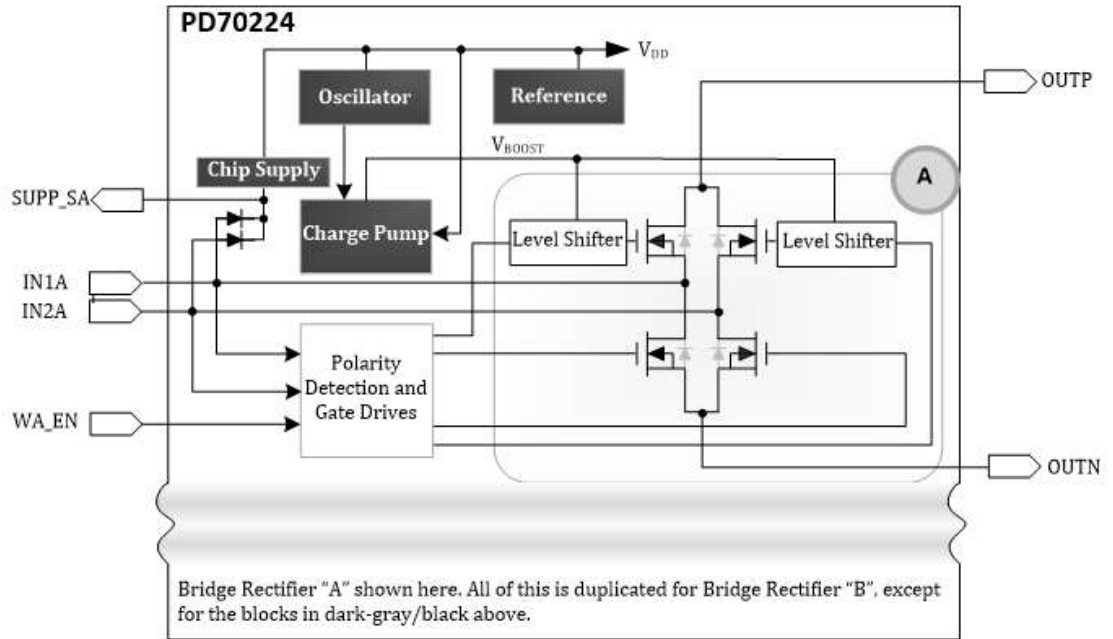 PD70224
V_DD
Oscillator
Reference
OUTP
V_BOOST
Chip Supply
A
SUPP_SA
Charge Pump
Level Shifter
Level Shifter
IN1A
IN2A
Polarity
Detection and
Gate Drives
WA_EN
OUTN
Bridge Rectifier "A" shown here. All of this is duplicated for Bridge Rectifier "B", except
for the blocks in dark-gray/black above.